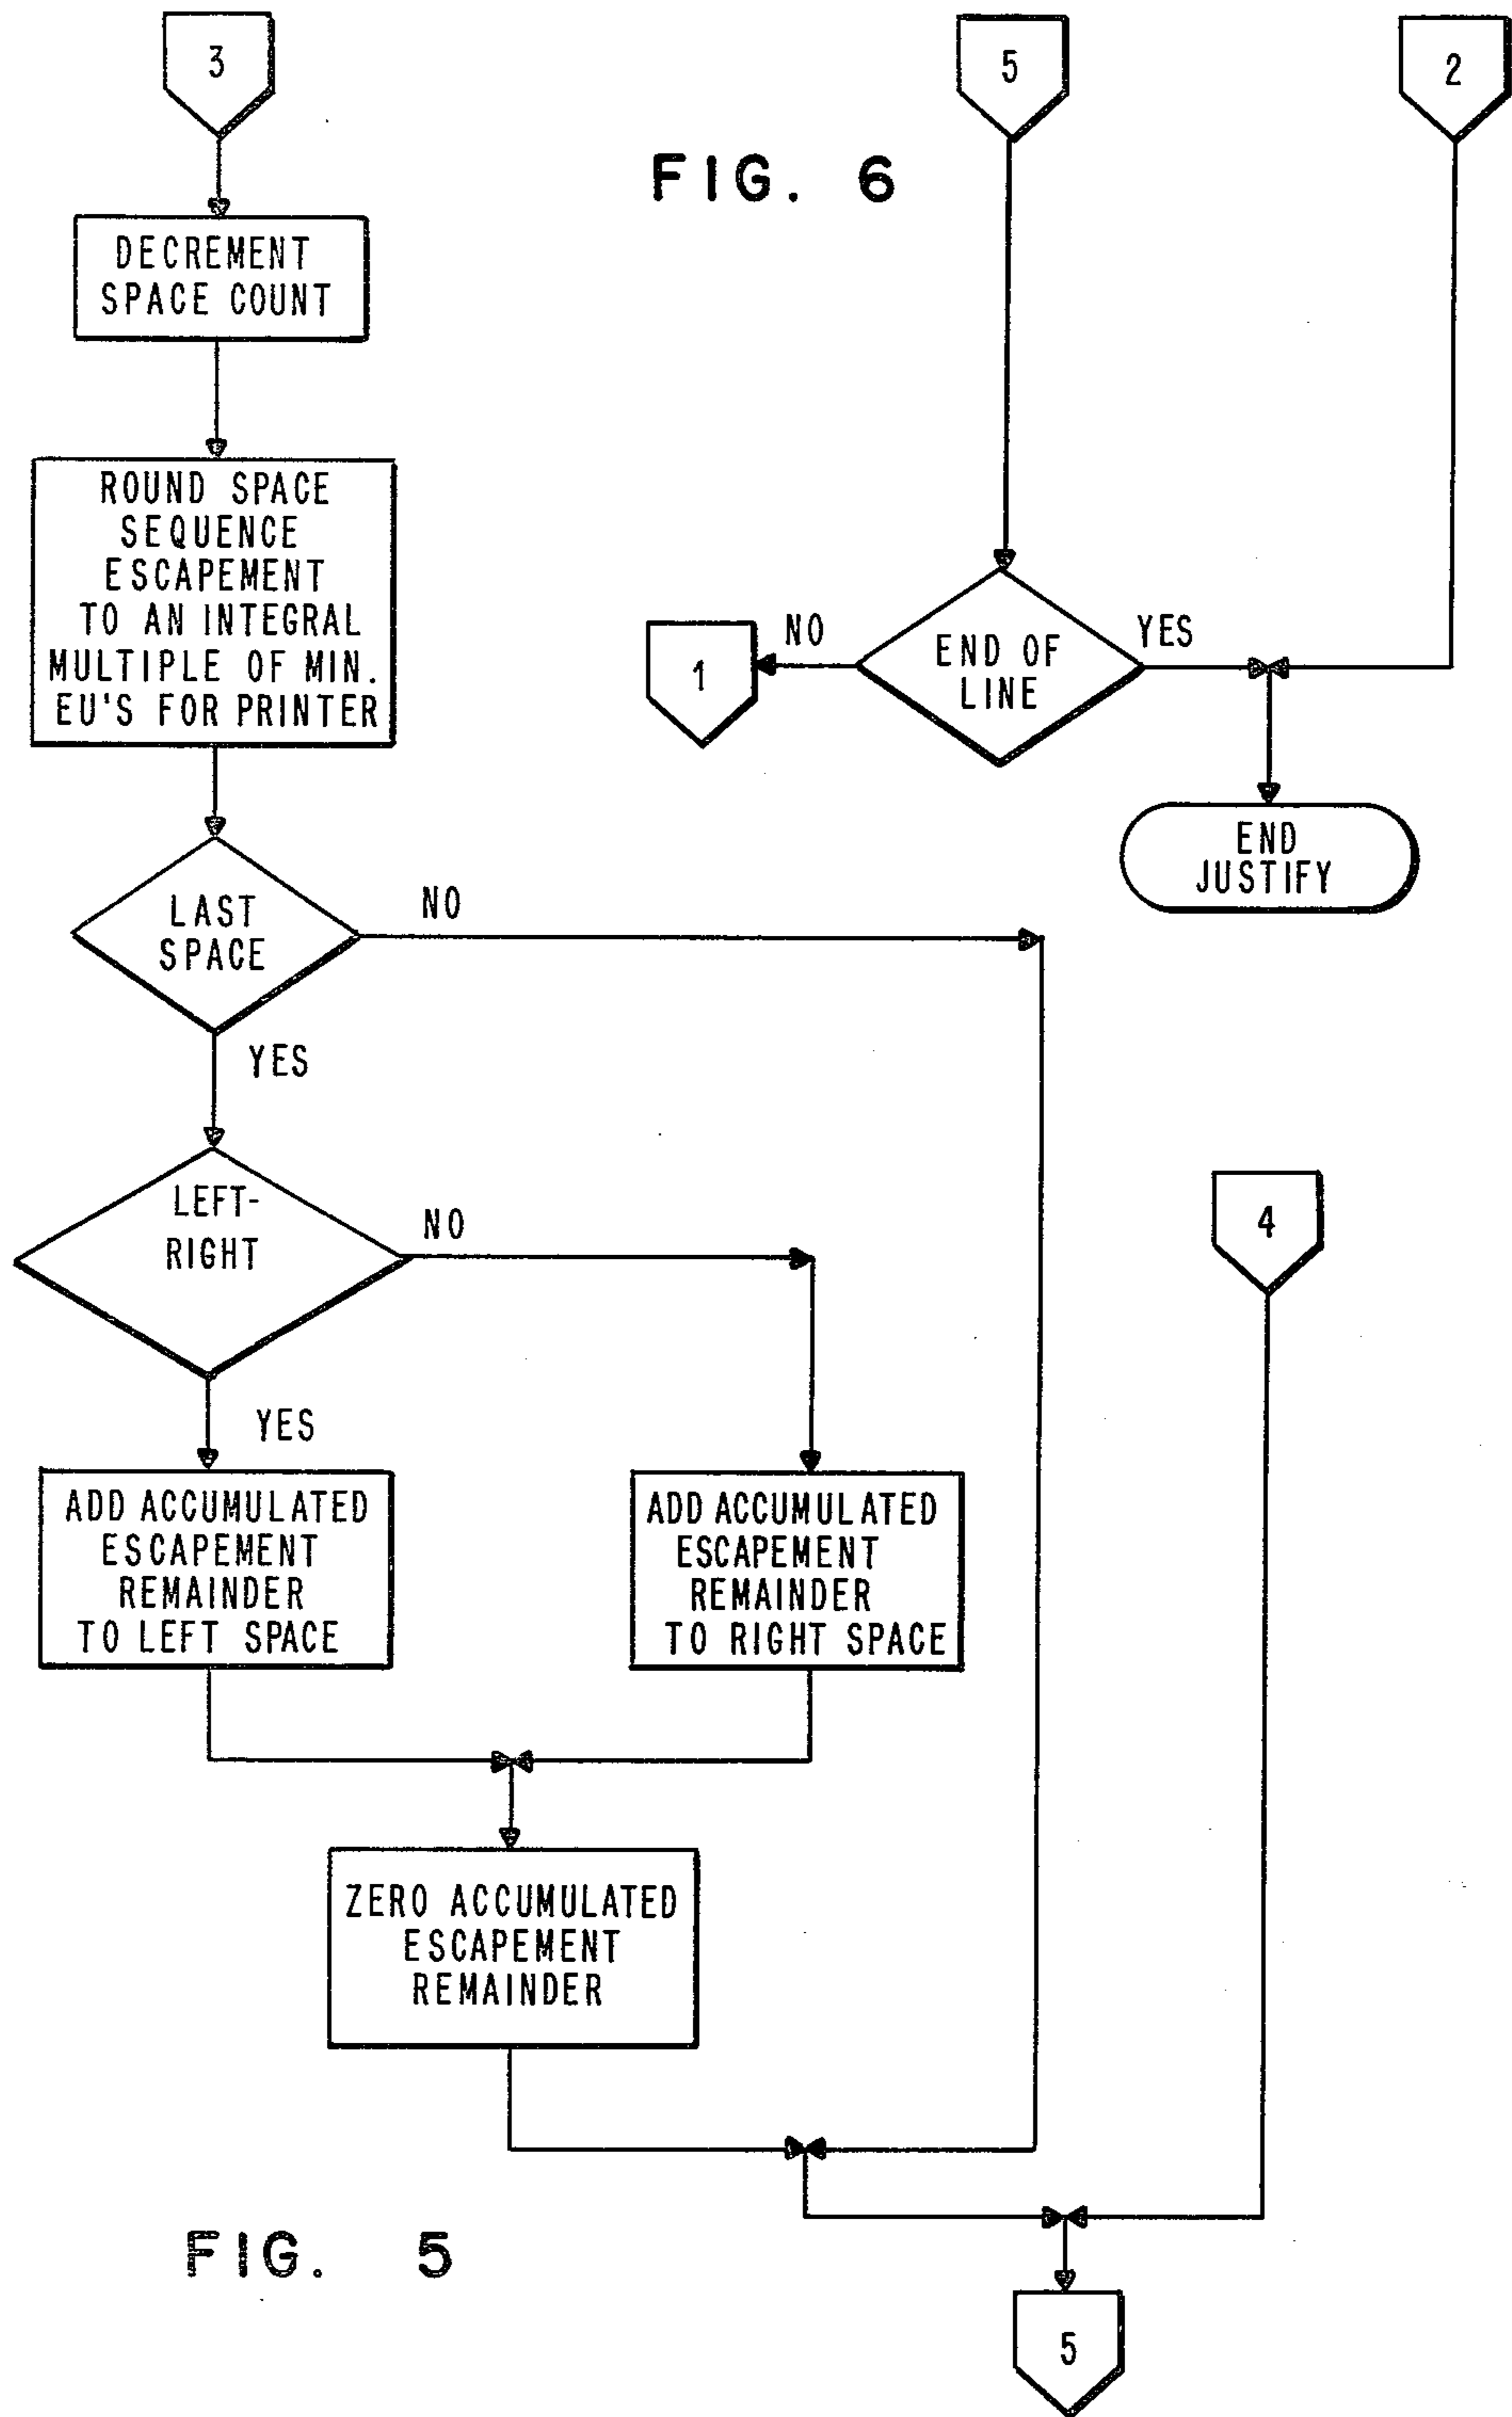 3
DECREMENT
SPACE COUNT
ROUND SPACE
SEQUENCE
ESCAPEMENT
TO AN INTEGRAL
MULTIPLE OF MIN.
EU'S FOR PRINTER
LAST
SPACE
NO
YES
LEFT-
RIGHT
NO
YES
ADD ACCUMULATED
ESCAPEMENT
REMAINDER
TO LEFT SPACE
ADD ACCUMULATED
ESCAPEMENT
REMAINDER
TO RIGHT SPACE
ZERO ACCUMULATED
ESCAPEMENT
REMAINDER
4
5
FIG. 5
FIG. 6
5
2
END OF
LINE
NO
YES
1
END
JUSTIFY